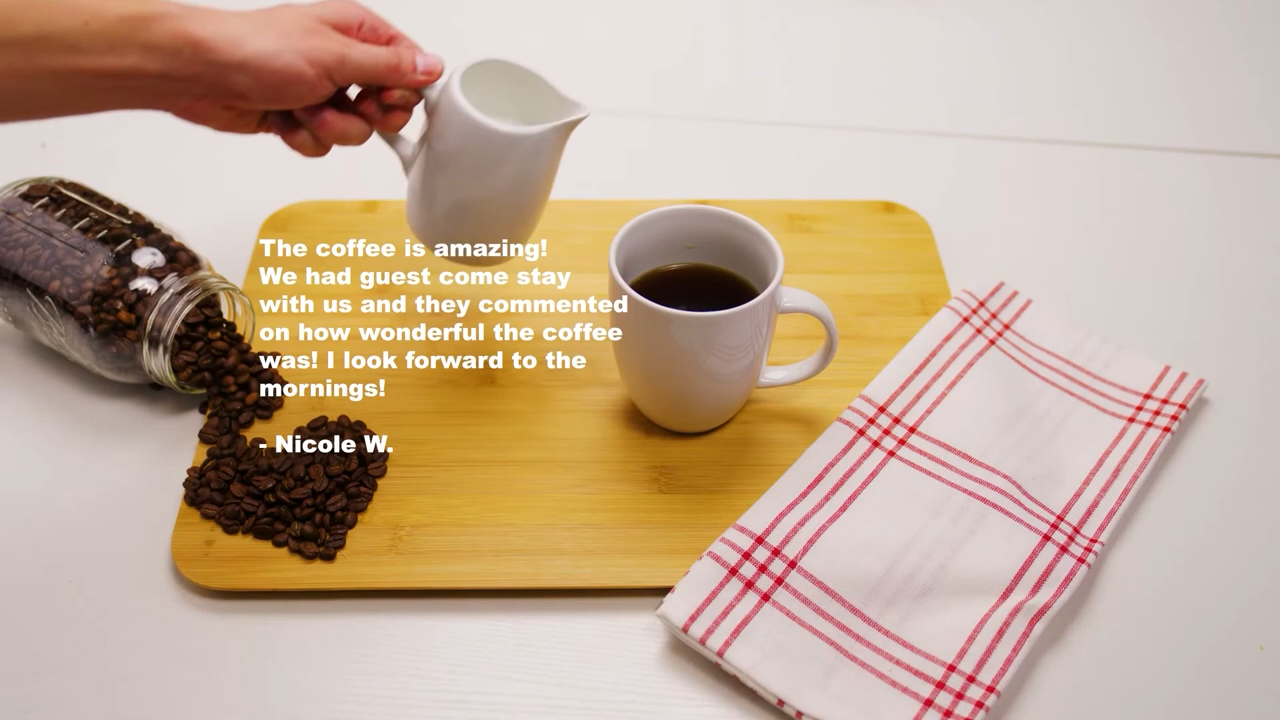 The coffee is amazing!
We had guest come stay
with us and they commented
on how wonderful the coffee
was! I look forward to the
mornings!
- Nicole W.